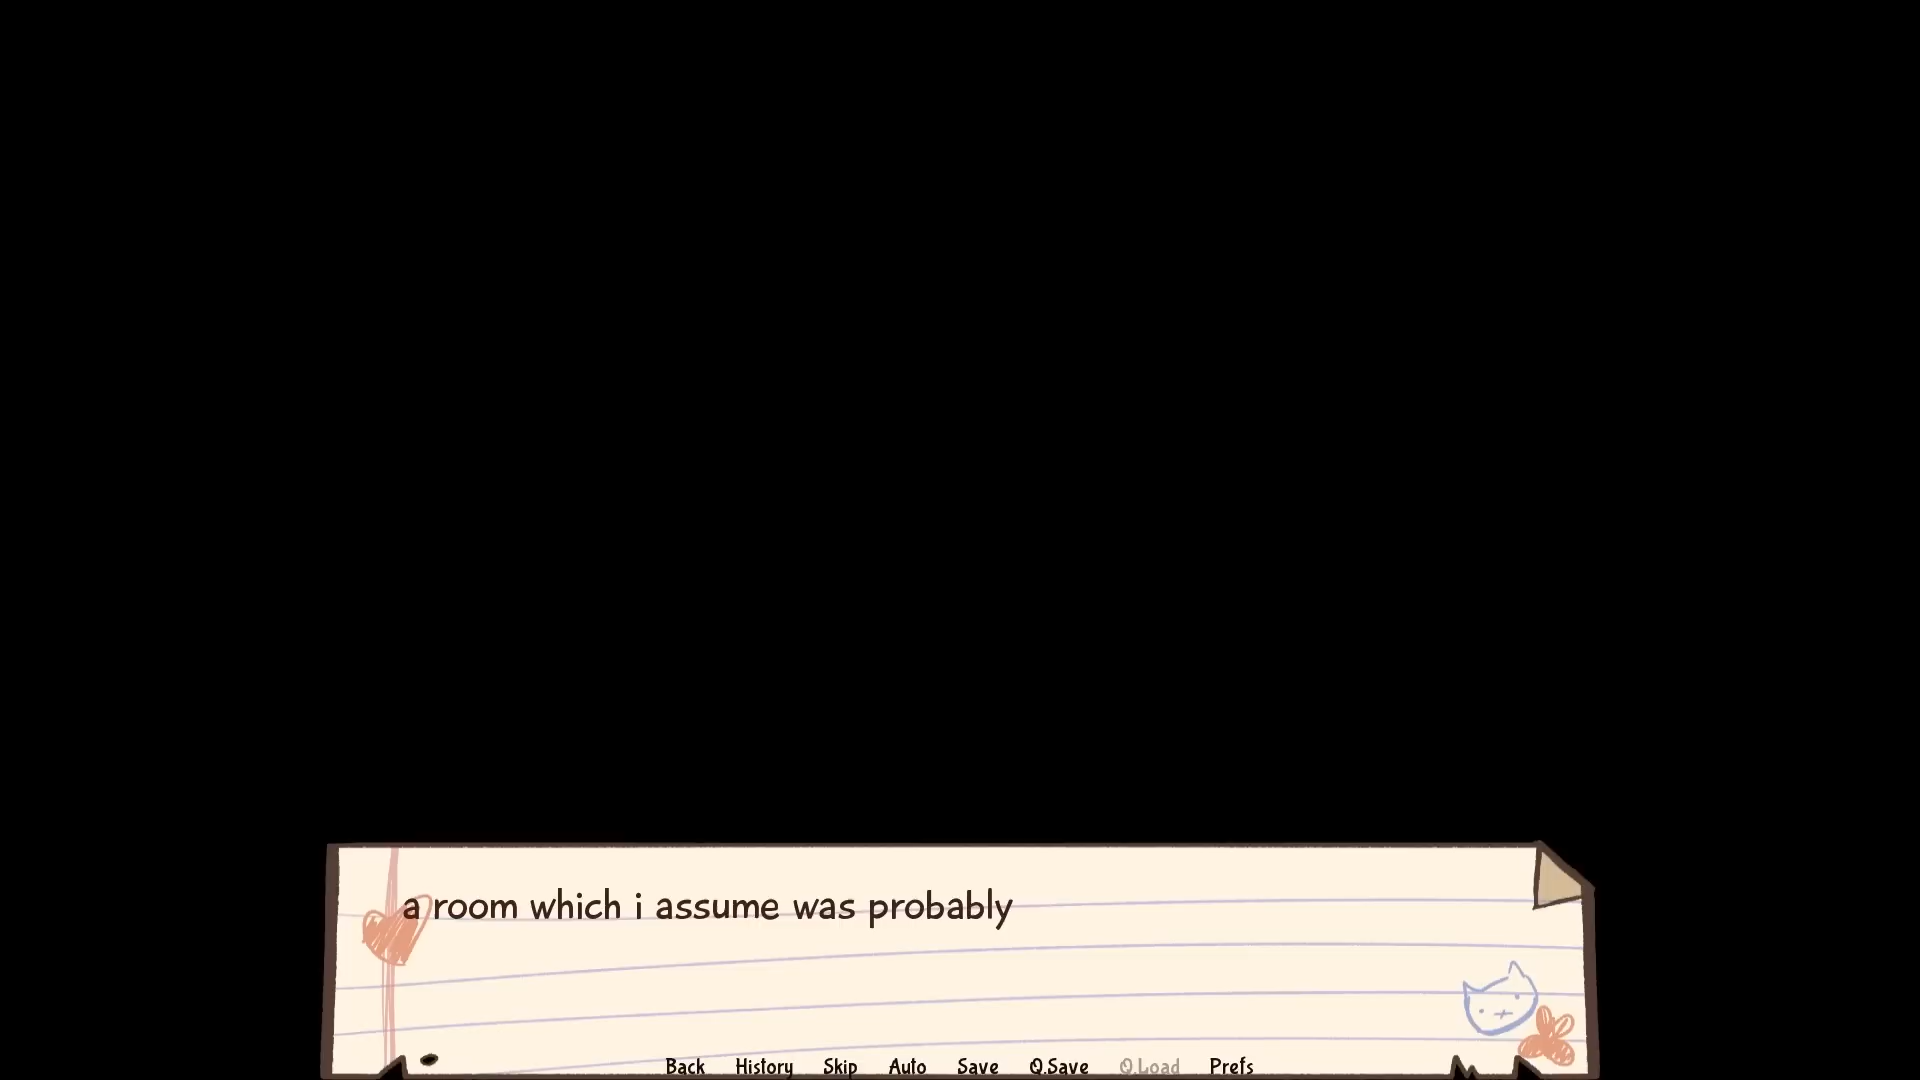 a room which i assume was probably
Back History Skip Auto Save Q.Save Q.Load Prefs